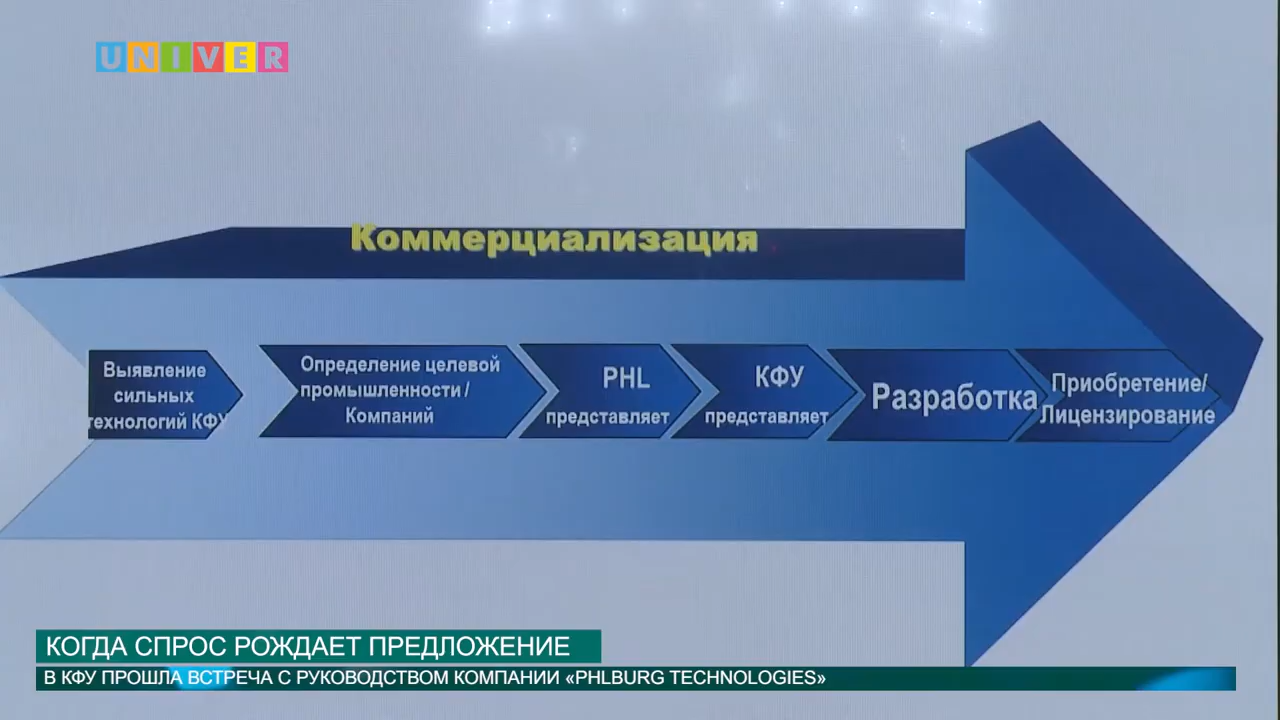 UNIVER
Коммерциализация
Выявление
сильных
технологий КФУ
Определение целевой
промышленности /
Компаний
PHL
представляет
КФУ
представляет
Разработка
Приобретение/
Лицензирование
КОГДА СПРОС РОЖДАЕТ ПРЕДЛОЖЕНИЕ
В КФУ ПРОШЛА ВСТРЕЧА С РУКОВОДСТВОМ КОМПАНИИ «PHLBURG TECHNOLOGIES»